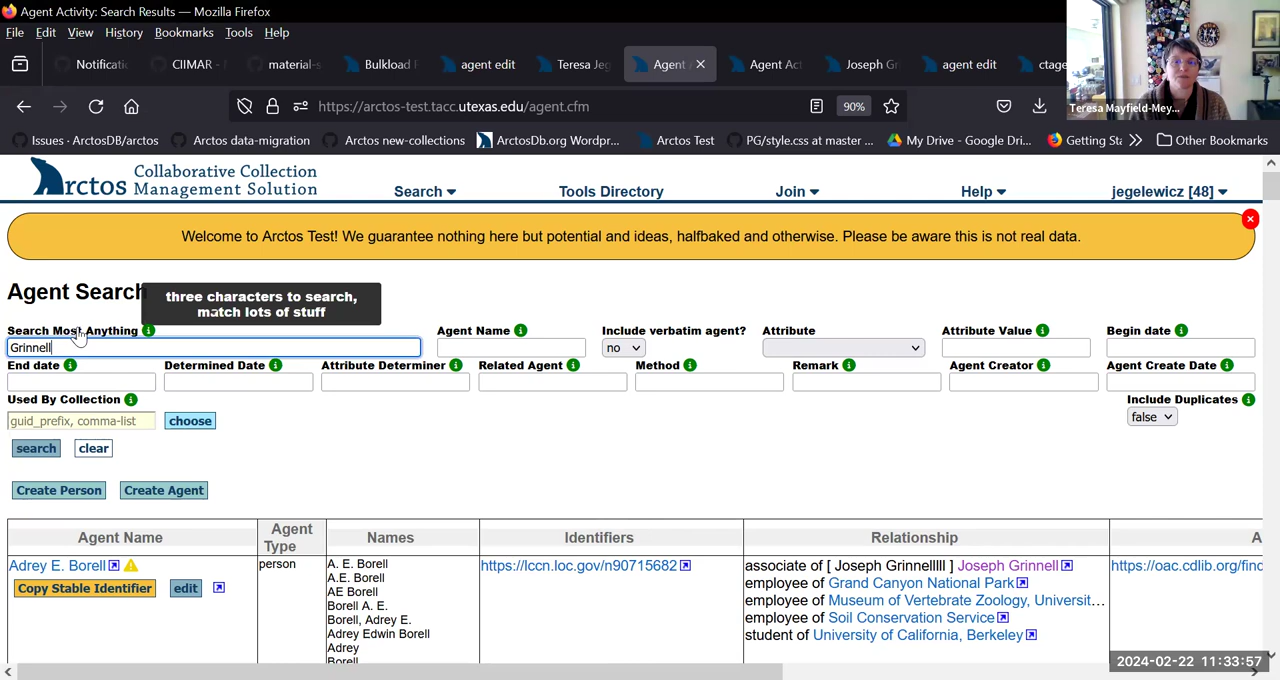 Agent Activity: Search Results — Mozilla Firefox
File Edit View History Bookmarks Tools Help
Notificati CIIMAR - material-s Bulkload agent edit Teresa Jeg Agent Agent Act Joseph Gr agent edit ctage
https://arctos-test.tacc.utexas.edu/agent.cfm 90%
Issues · ArctosDB/arctos Arctos data-migration Arctos new-collections ArctosDb.org Wordpr... Arctos Test PG/style.css at master ... My Drive - Google Dri... Getting St Other Bookmarks
Teresa Mayfield-Mey...
Arctos Collaborative Collection
Management Solution
Search Tools Directory Join Help jegelewicz [48]
Welcome to Arctos Test! We guarantee nothing here but potential and ideas, halfbaked and otherwise. Please be aware this is not real data.
Agent Search
three characters to search,
match lots of stuff
Search Most Anything Agent Name Include verbatim agent? Attribute Attribute Value Begin date
Grinnell no
End date Determined Date Attribute Determiner Related Agent Method Remark Agent Creator Agent Create Date
Used By Collection Include Duplicates
guid_prefix, comma-list choose false
search clear
Create Person Create Agent
Agent Name Agent Type Names Identifiers Relationship A
Adrey E. Borell person A. E. Borell https://lccn.loc.gov/n90715682 associate of [ Joseph Grinnelllll ] Joseph Grinnell https://oac.cdlib.org/find
Copy Stable Identifier edit A.E. Borell employee of Grand Canyon National Park
AE Borell employee of Museum of Vertebrate Zoology, Universit...
Borell A. E. employee of Soil Conservation Service
Borell, Adrey E. student of University of California, Berkeley
Adrey Edwin Borell
Adrey
Borell
2024-02-22 11:33:57